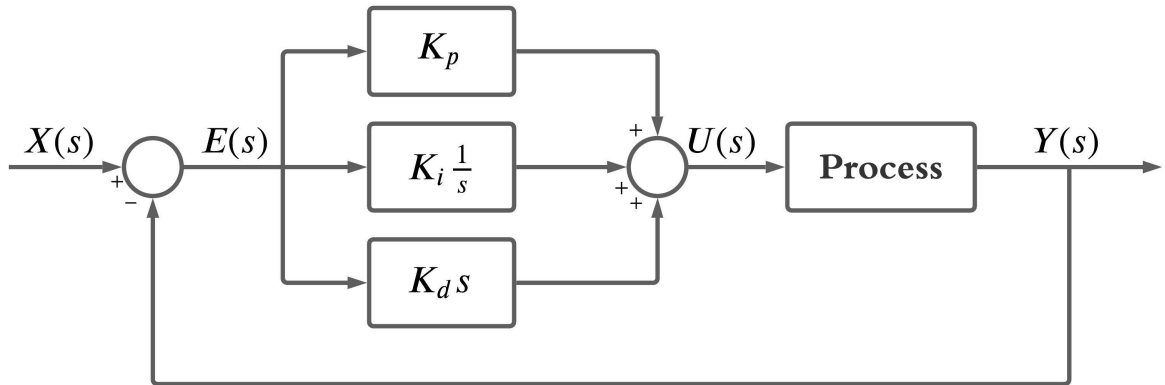 K_p
X(s)
E(s)
K_i 1/s
U(s)
Process
Y(s)
K_d s
+
+
+
+
−
+